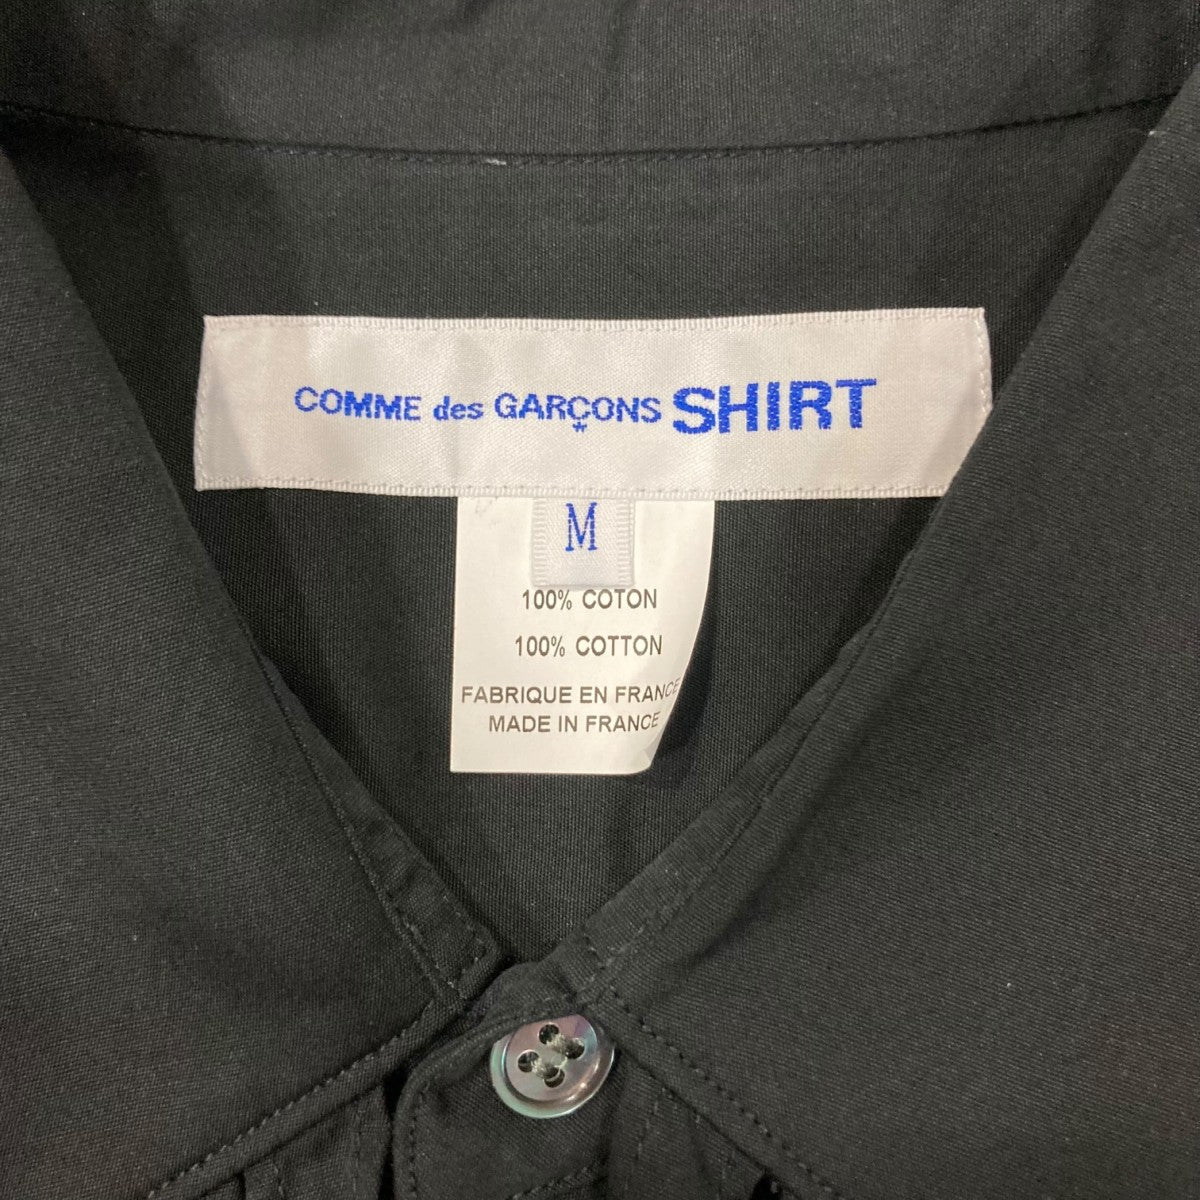 COMME des GARÇONS SHIRT
*
M
100% COTON
100% COTTON
FABRIQUE EN FRANCE
MADE IN FRANCE